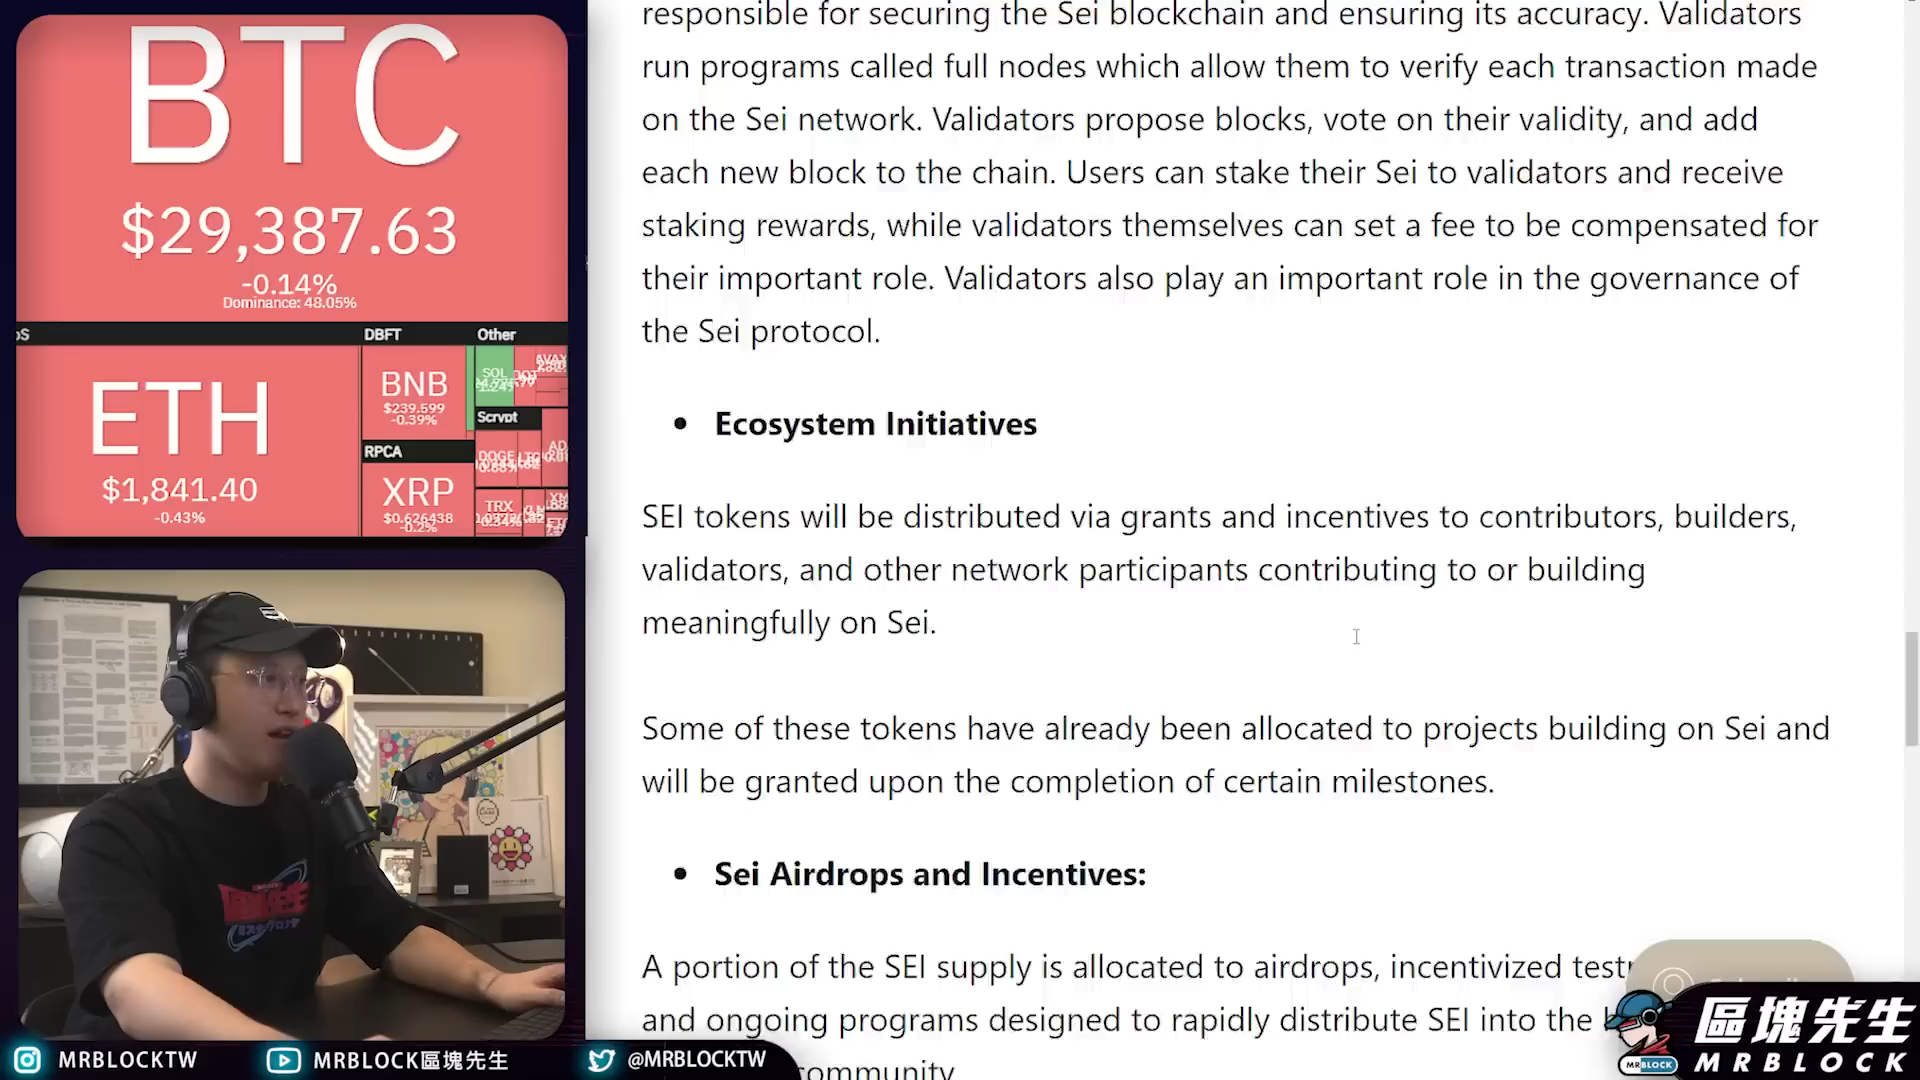 BTC
$29,387.63
-0.14%
Dominance: 48.05%
DBFT
Other
ETH
$1,841.40
-0.43%
BNB
$239.599
-0.39%
SOL
AVAX
Scrypt
DOGE
RPCA
XRP
$0.626438
-0.2%
TRX
responsible for securing the Sei blockchain and ensuring its accuracy. Validators
run programs called full nodes which allow them to verify each transaction made
on the Sei network. Validators propose blocks, vote on their validity, and add
each new block to the chain. Users can stake their Sei to validators and receive
staking rewards, while validators themselves can set a fee to be compensated for
their important role. Validators also play an important role in the governance of
the Sei protocol.
• Ecosystem Initiatives
SEI tokens will be distributed via grants and incentives to contributors, builders,
validators, and other network participants contributing to or building
meaningfully on Sei.
Some of these tokens have already been allocated to projects building on Sei and
will be granted upon the completion of certain milestones.
• Sei Airdrops and Incentives:
A portion of the SEI supply is allocated to airdrops, incentivized
and ongoing programs designed to rapidly distribute SEI into the
community
MRBLOCKTW
MRBLOCK區塊先生
@MRBLOCKTW
區塊先生
MRBLOCK